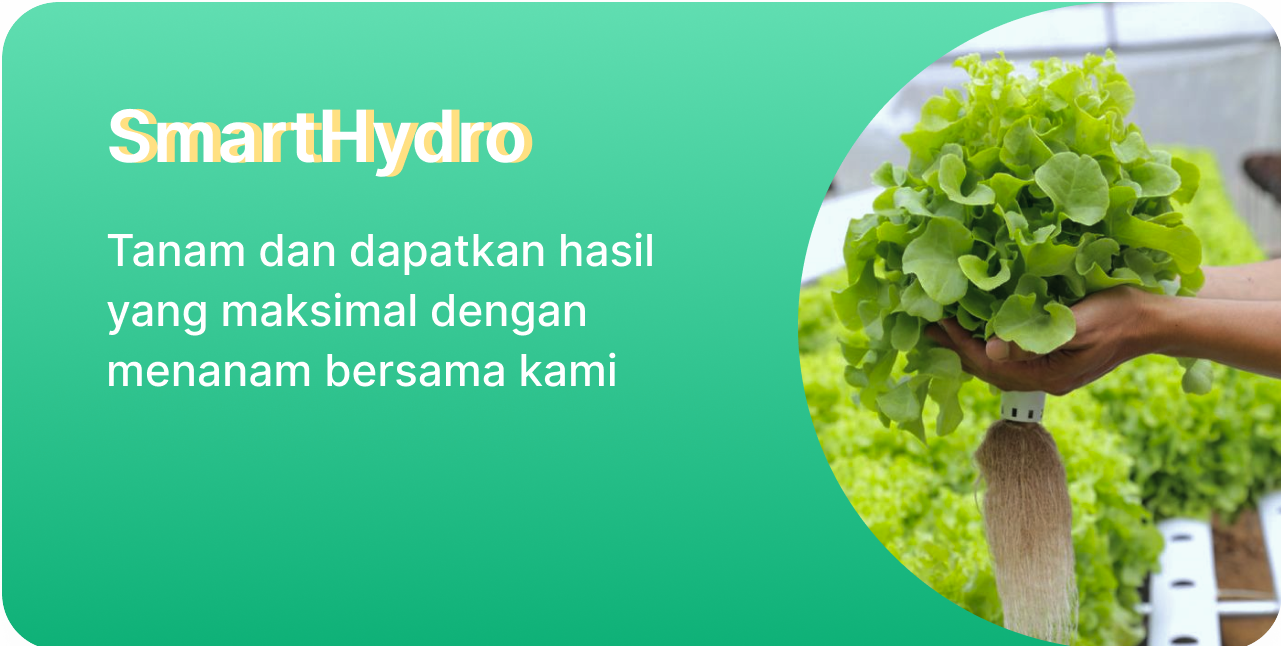 SmartHydro
Tanam dan dapatkan hasil
yang maksimal dengan
menanam bersama kami